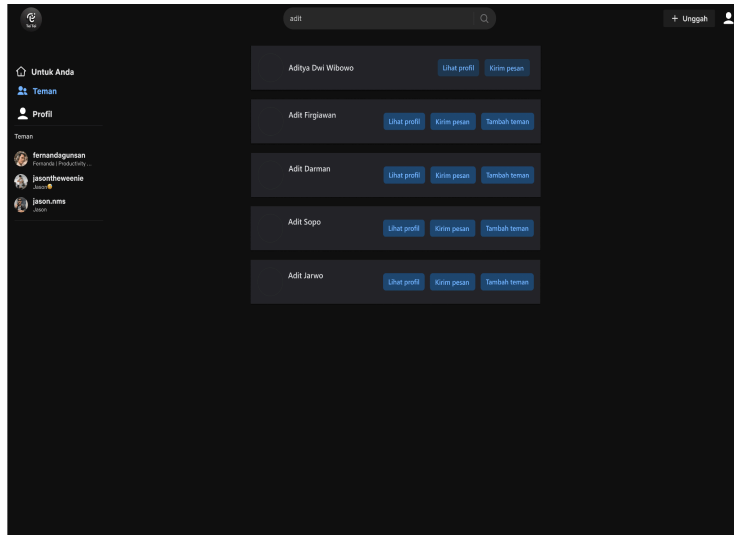 adit
+ Unggah
Untuk Anda
Teman
Profil
Teman
fernandagunsan
Fernanda | Productivity ...
jasontheweenie
Jason
jason.nms
Jason
Aditya Dwi Wibowo
Lihat profil
Kirim pesan
Adit Firgiawan
Lihat profil
Kirim pesan
Tambah teman
Adit Darman
Lihat profil
Kirim pesan
Tambah teman
Adit Sopo
Lihat profil
Kirim pesan
Tambah teman
Adit Jarwo
Lihat profil
Kirim pesan
Tambah teman